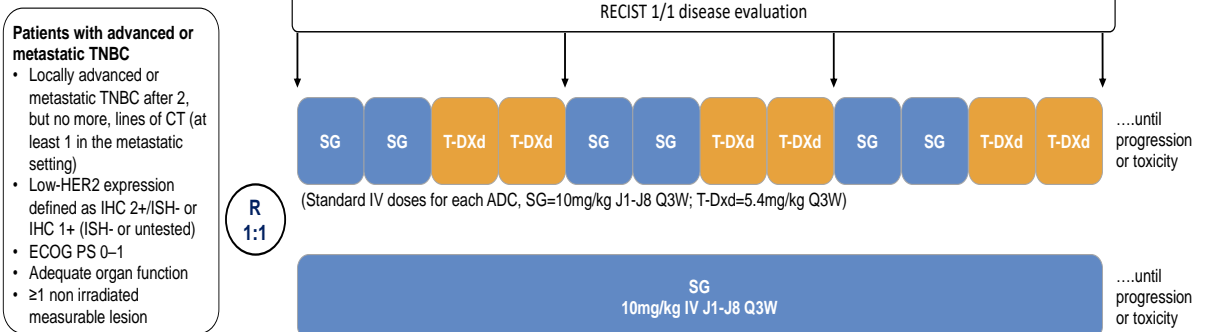 RECIST 1/1 disease evaluation
Patients with advanced or
metastatic TNBC
• Locally advanced or
metastatic TNBC after 2,
but no more, lines of CT (at
least 1 in the metastatic
setting)
• Low-HER2 expression
defined as IHC 2+/ISH- or
IHC 1+ (ISH- or untested)
• ECOG PS 0–1
• Adequate organ function
• ≥1 non irradiated
measurable lesion
R
1:1
SG SG T-DXd T-DXd SG SG T-DXd T-DXd SG SG T-DXd T-DXd
....until
progression
or toxicity
(Standard IV doses for each ADC, SG=10mg/kg J1-J8 Q3W; T-Dxd=5.4mg/kg Q3W)
SG
10mg/kg IV J1-J8 Q3W
....until
progression
or toxicity